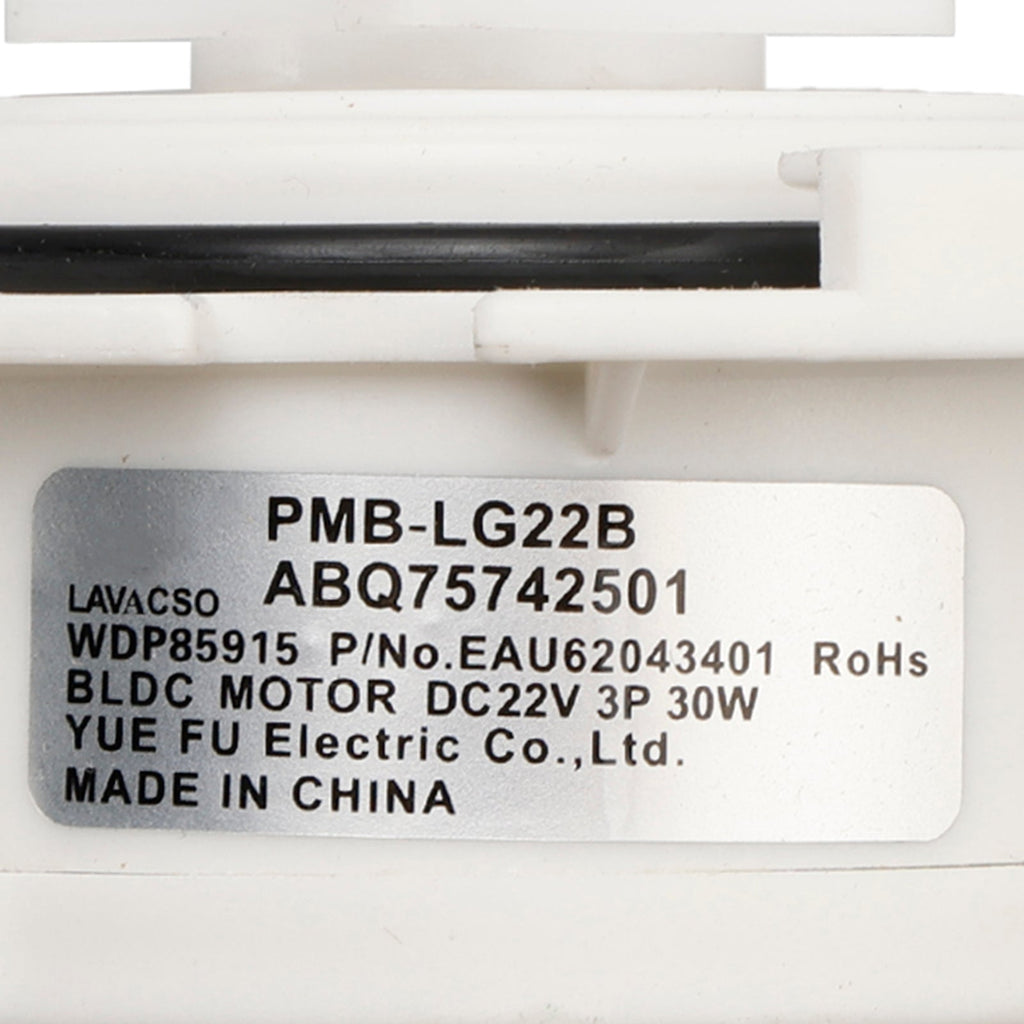 PMB-LG22B
LAVACSO ABQ75742501
WDP85915 P/No.EAU62043401 RoHs
BLDC MOTOR DC22V 3P 30W
YUE FU Electric Co.,Ltd.
MADE IN CHINA